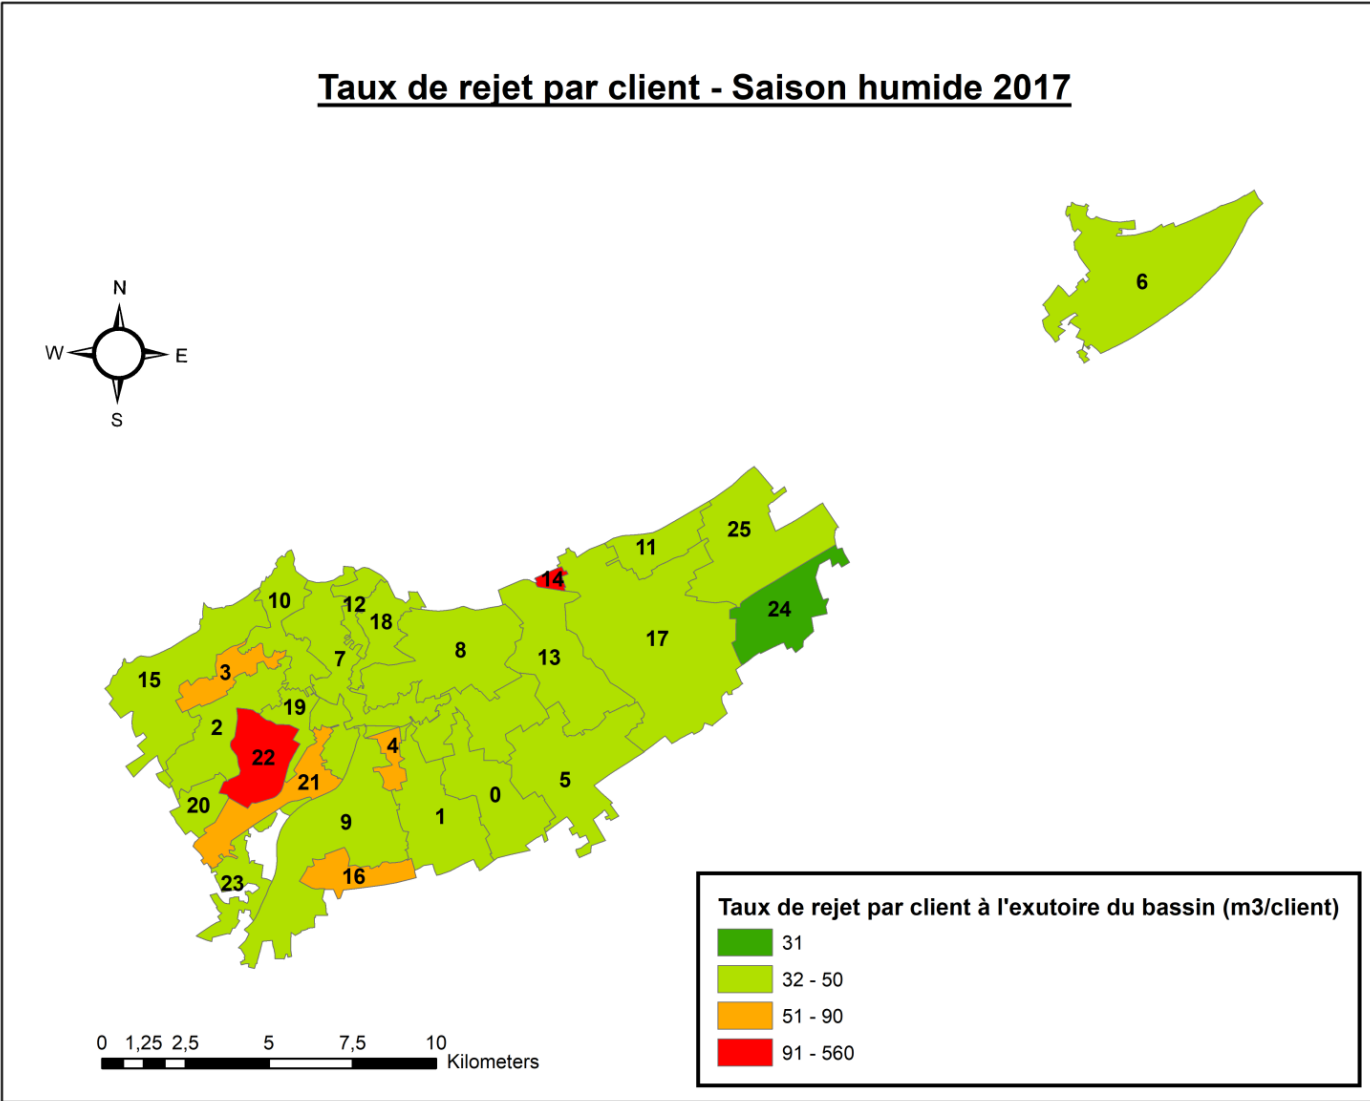 Taux de rejet par client - Saison humide 2017
6
N
W E
S
25
11
14
10
12
24
18
17
7
8
13
3
15
19
2
4
22
21
5
0
20
1
9
16
23
Taux de rejet par client à l'exutoire du bassin (m3/client)
31
32 - 50
51 - 90
91 - 560
0 1,25 2,5 5 7,5 10
Kilometers